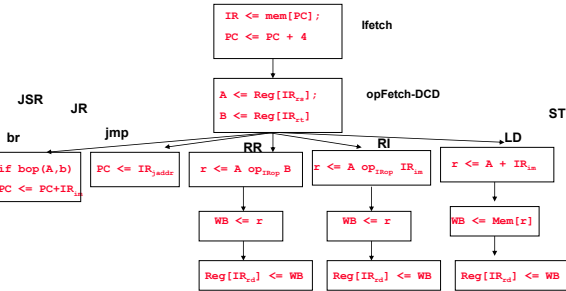 IR <= mem[PC];
PC <= PC + 4
Ifetch
A <= Reg[IRrs];
B <= Reg[IRrt]
opFetch-DCD
JSR
JR
ST
br
jmp
RR
RI
LD
if bop(A,b)
PC <= PC+IRim
PC <= IRjaddr
r <= A opIRop B
r <= A opIRop IRim
r <= A + IRim
WB <= r
WB <= r
WB <= Mem[r]
Reg[IRrd] <= WB
Reg[IRrd] <= WB
Reg[IRrd] <= WB